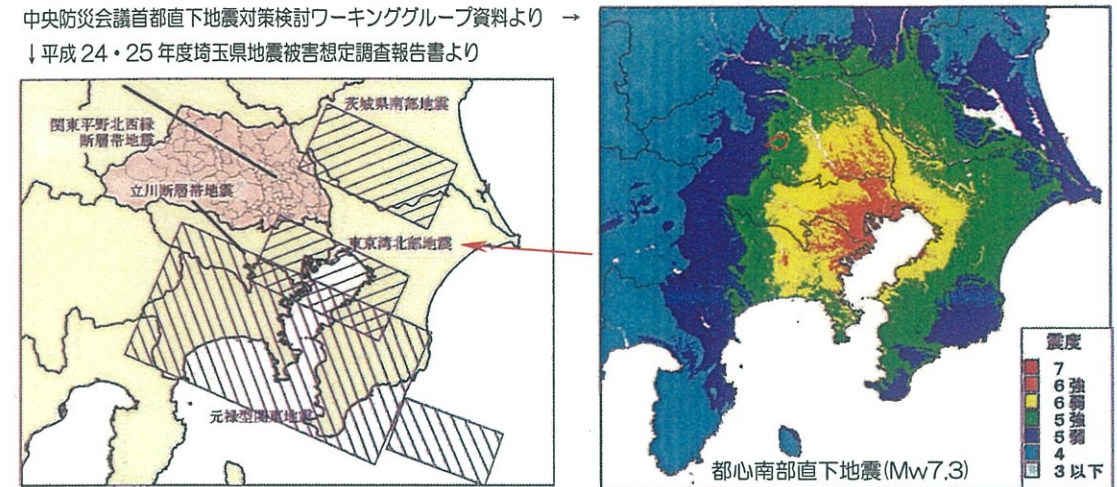 中央防災会議首都直下地震対策検討ワーキンググループ資料より →
↓平成24・25年度埼玉県地震被害想定調査報告書より
茨城県南部地震
関東平野北西縁
断層帯地震
立川断層帯地震
東京湾北部地震
元禄型関東地震
震度
7
6強
6弱
5強
5弱
4
3以下
都心南部直下地震(Mw7.3)